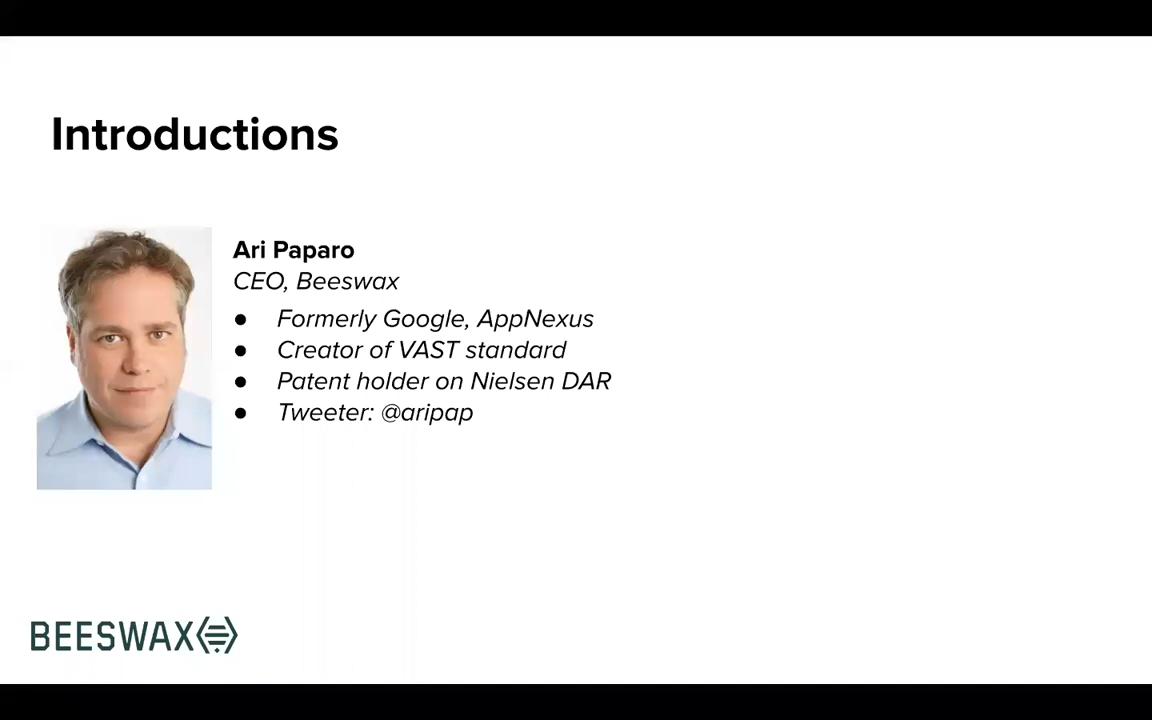 Introductions
Ari Paparo
CEO, Beeswax
● Formerly Google, AppNexus
● Creator of VAST standard
● Patent holder on Nielsen DAR
● Tweeter: @aripap
BEESWAX